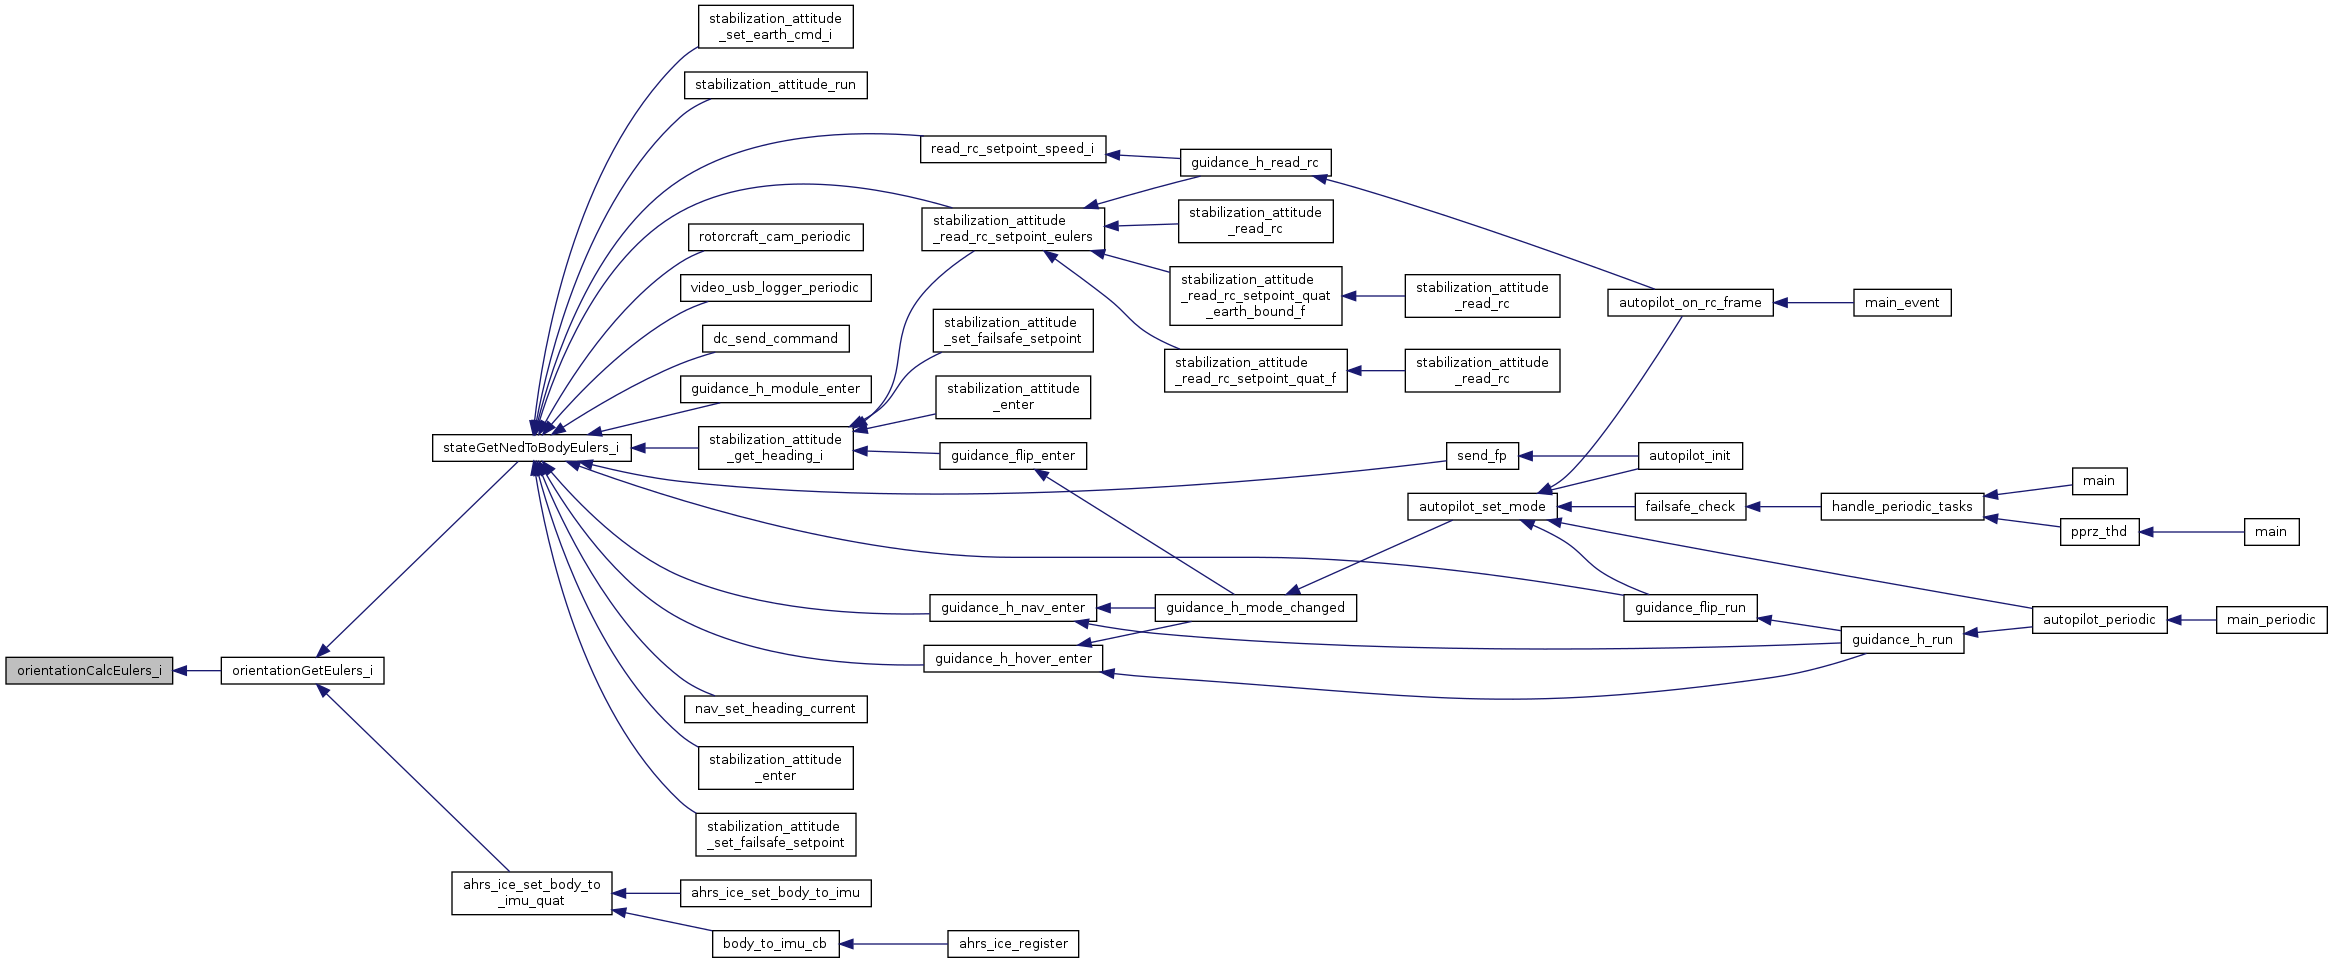 stabilization_attitude
_set_earth_cmd_i
stabilization_attitude_run
read_rc_setpoint_speed_i
guidance_h_read_rc
stabilization_attitude
_read_rc_setpoint_eulers
stabilization_attitude
_read_rc
rotorcraft_cam_periodic
video_usb_logger_periodic
stabilization_attitude
_read_rc_setpoint_quat
_earth_bound_f
stabilization_attitude
_read_rc
autopilot_on_rc_frame
main_event
stabilization_attitude
_set_failsafe_setpoint
dc_send_command
stabilization_attitude
_read_rc_setpoint_quat_f
stabilization_attitude
_read_rc
guidance_h_module_enter
stabilization_attitude
_enter
stateGetNedToBodyEulers_i
stabilization_attitude
_get_heading_i
guidance_flip_enter
send_fp
autopilot_init
autopilot_set_mode
failsafe_check
handle_periodic_tasks
main
pprz_thd
main
guidance_h_nav_enter
guidance_h_mode_changed
guidance_flip_run
autopilot_periodic
main_periodic
guidance_h_run
guidance_h_hover_enter
orientationCalcEulers_i
orientationGetEulers_i
nav_set_heading_current
stabilization_attitude
_enter
stabilization_attitude
_set_failsafe_setpoint
ahrs_ice_set_body_to
_imu_quat
ahrs_ice_set_body_to_imu
body_to_imu_cb
ahrs_ice_register